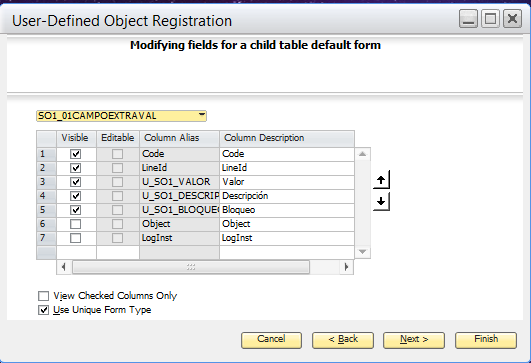 User-Defined Object Registration
Modifying fields for a child table default form
SO1_01CAMPOEXTRAVAL
Visible Editable Column Alias Column Description
1 Code Code
2 LineId LineId
3 U_SO1_VALOR Valor
4 U_SO1_DESCRIP Descripción
5 U_SO1_BLOQUEO Bloqueo
6 Object Object
7 LogInst LogInst
View Checked Columns Only
Use Unique Form Type
Cancel < Back Next > Finish